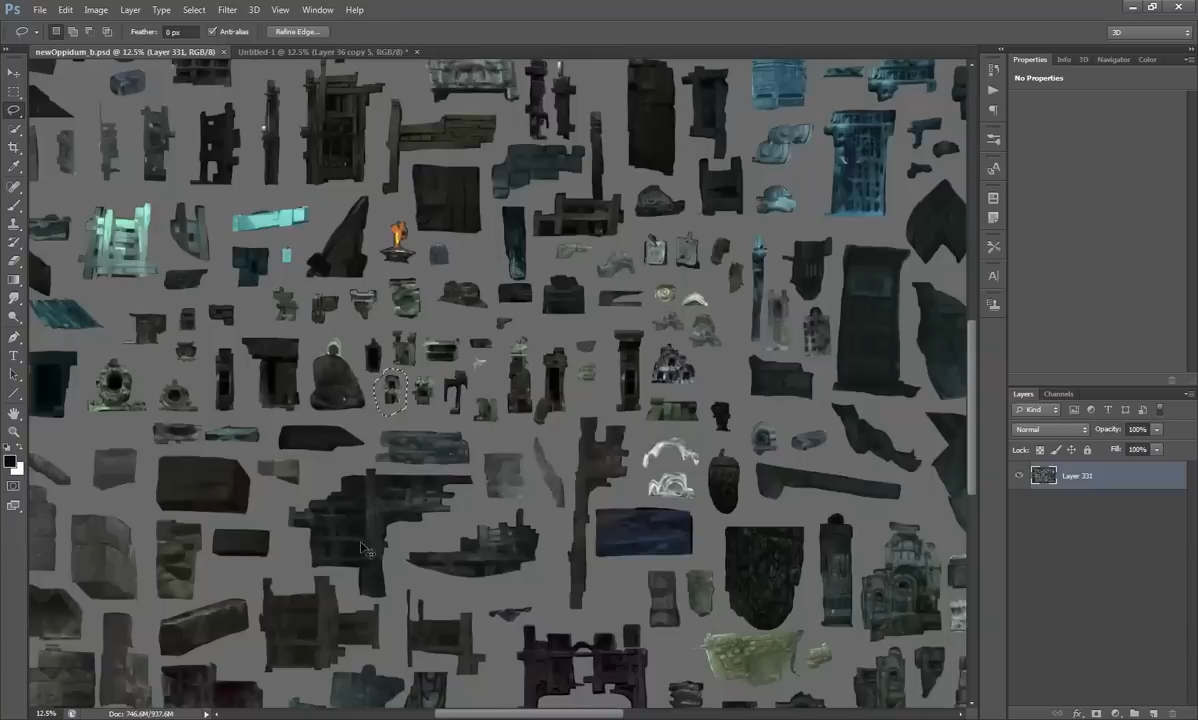 Ps File Edit Image Layer Type Select Filter 3D View Window Help
Feather: 0 px Anti-alias Refine Edge... 3D
newOppidum_b.psd @ 12.5% (Layer 331, RGB/8) × Untitled-1 @ 12.5% (Layer 36 copy 5, RGB/8) * ×
Properties Info 3D Navigator Color
No Properties
Layers Channels
Kind
Normal Opacity: 100%
Lock: Fill: 100%
Layer 331
12.5% Doc: 746.6M/937.6M